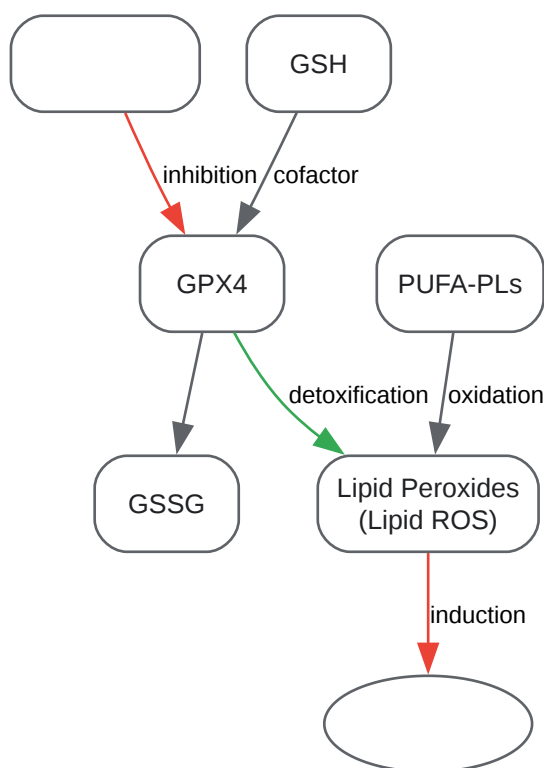 GSH
inhibition
cofactor
GPX4
PUFA-PLs
detoxification
oxidation
GSSG
Lipid Peroxides
(Lipid ROS)
induction